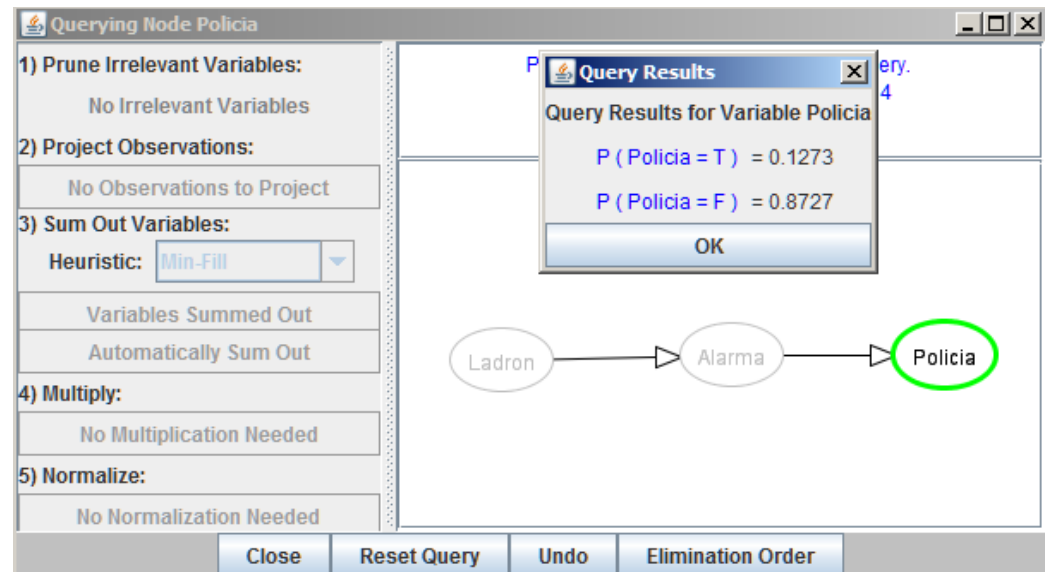 Querying Node Policia
1) Prune Irrelevant Variables:
No Irrelevant Variables
2) Project Observations:
No Observations to Project
3) Sum Out Variables:
Heuristic: Min-Fill
Variables Summed Out
Automatically Sum Out
4) Multiply:
No Multiplication Needed
5) Normalize:
No Normalization Needed
P
ery.
4
Query Results
Query Results for Variable Policia
P ( Policia = T ) = 0.1273
P ( Policia = F ) = 0.8727
OK
Ladron
Alarma
Policia
Close
Reset Query
Undo
Elimination Order